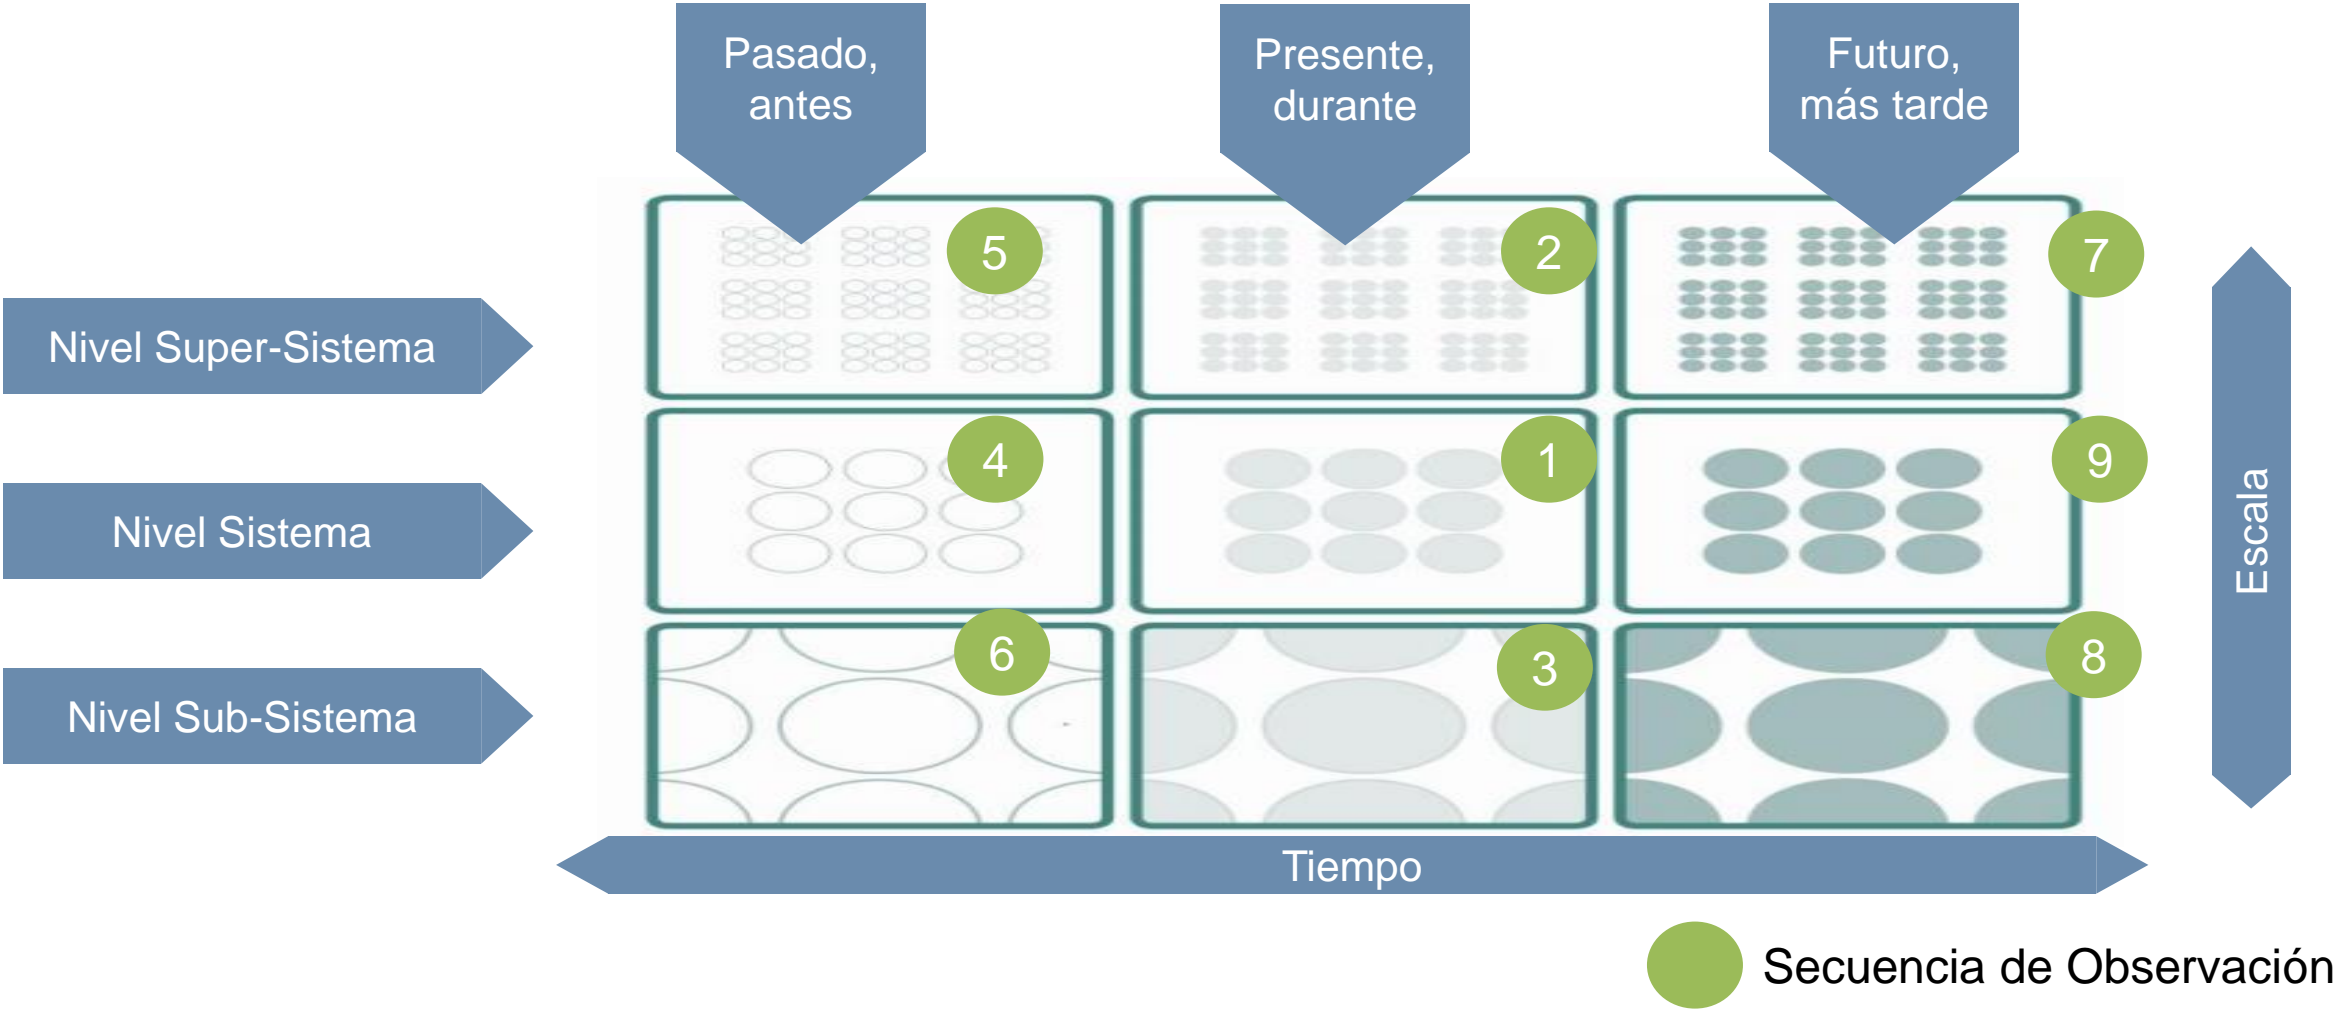 Pasado,
antes
Presente,
durante
Futuro,
más tarde
5
2
7
Nivel Super-Sistema
4
1
9
Nivel Sistema
Escala
6
3
8
Nivel Sub-Sistema
Tiempo
Secuencia de Observación